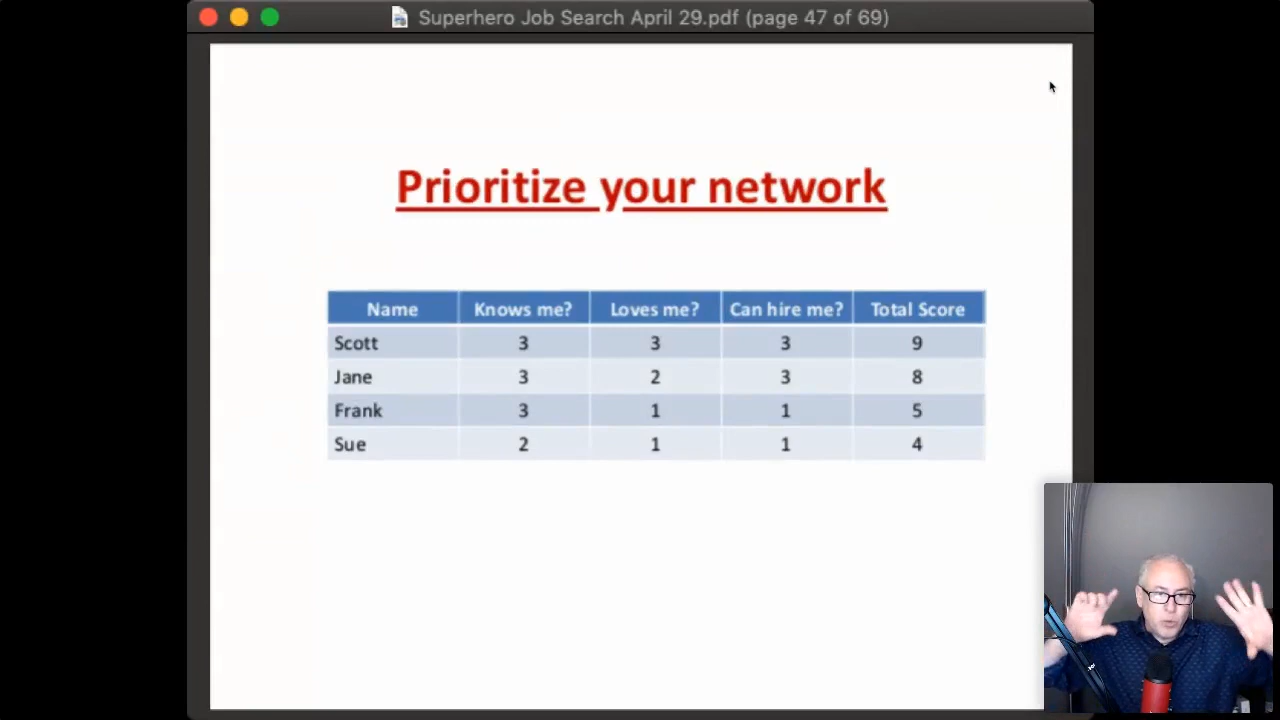 Superhero Job Search April 29.pdf (page 47 of 69)
Prioritize your network
Name Knows me? Loves me? Can hire me? Total Score
Scott 3 3 3 9
Jane 3 2 3 8
Frank 3 1 1 5
Sue 2 1 1 4